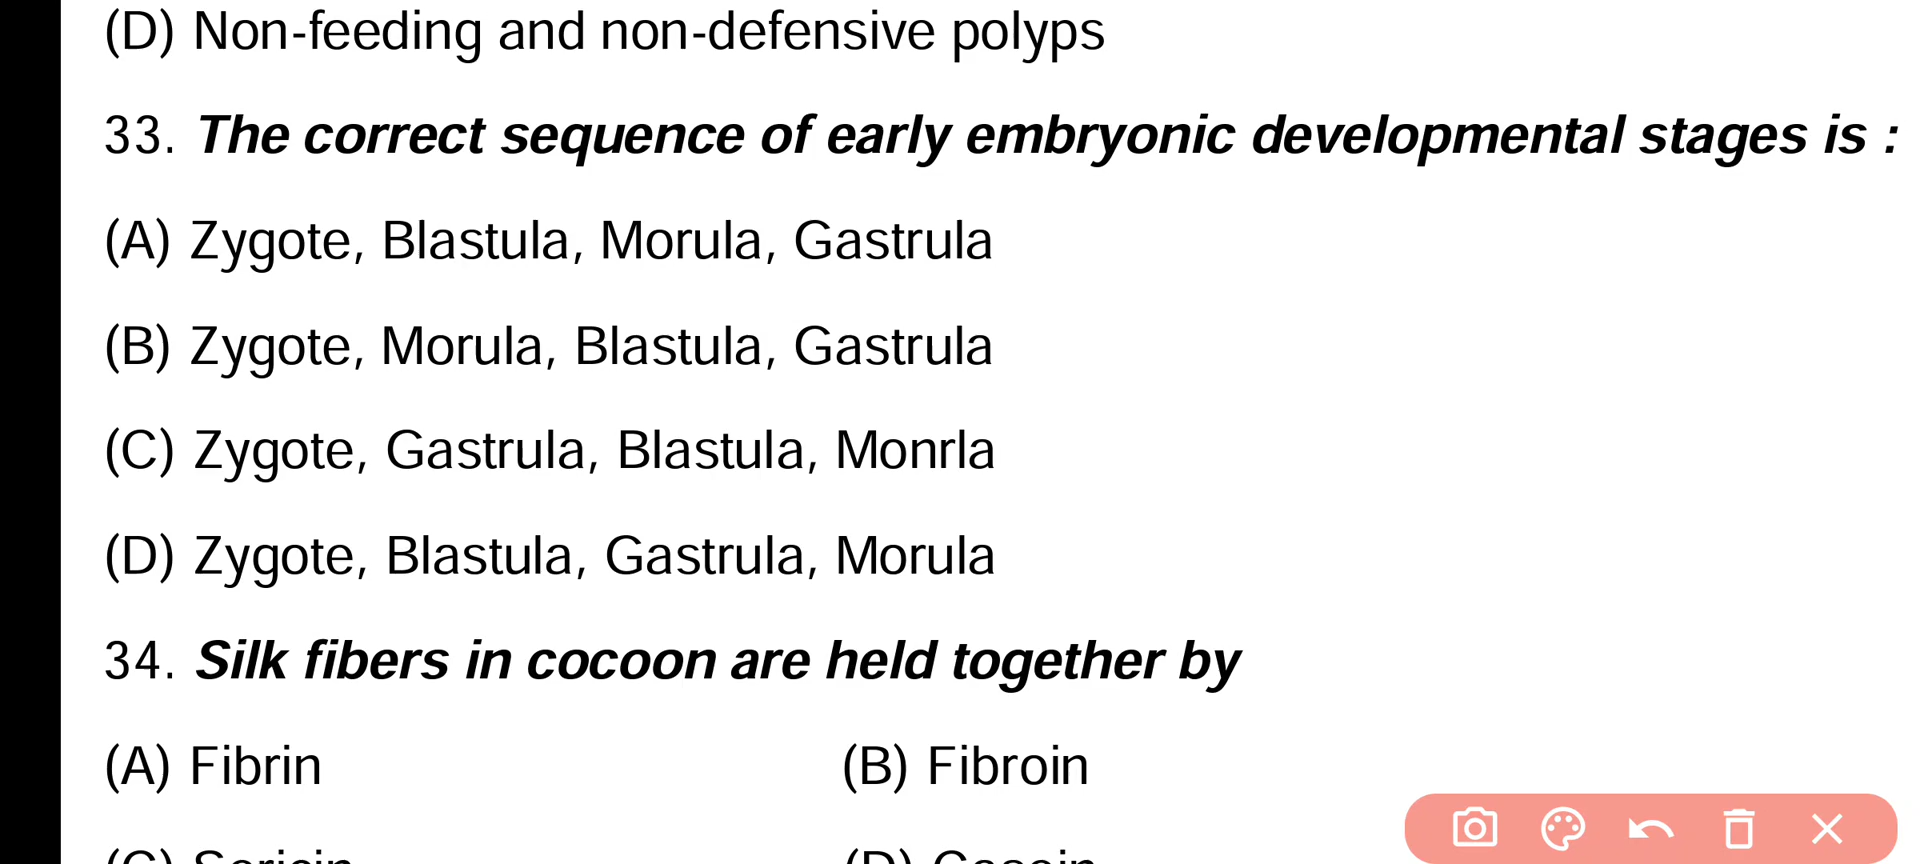 (D) Non-feeding and non-defensive polyps
33. The correct sequence of early embryonic developmental stages is :
(A) Zygote, Blastula, Morula, Gastrula
(B) Zygote, Morula, Blastula, Gastrula
(C) Zygote, Gastrula, Blastula, Monrla
(D) Zygote, Blastula, Gastrula, Morula
34. Silk fibers in cocoon are held together by
(A) Fibrin (B) Fibroin
(C) Sericin (D) Casein